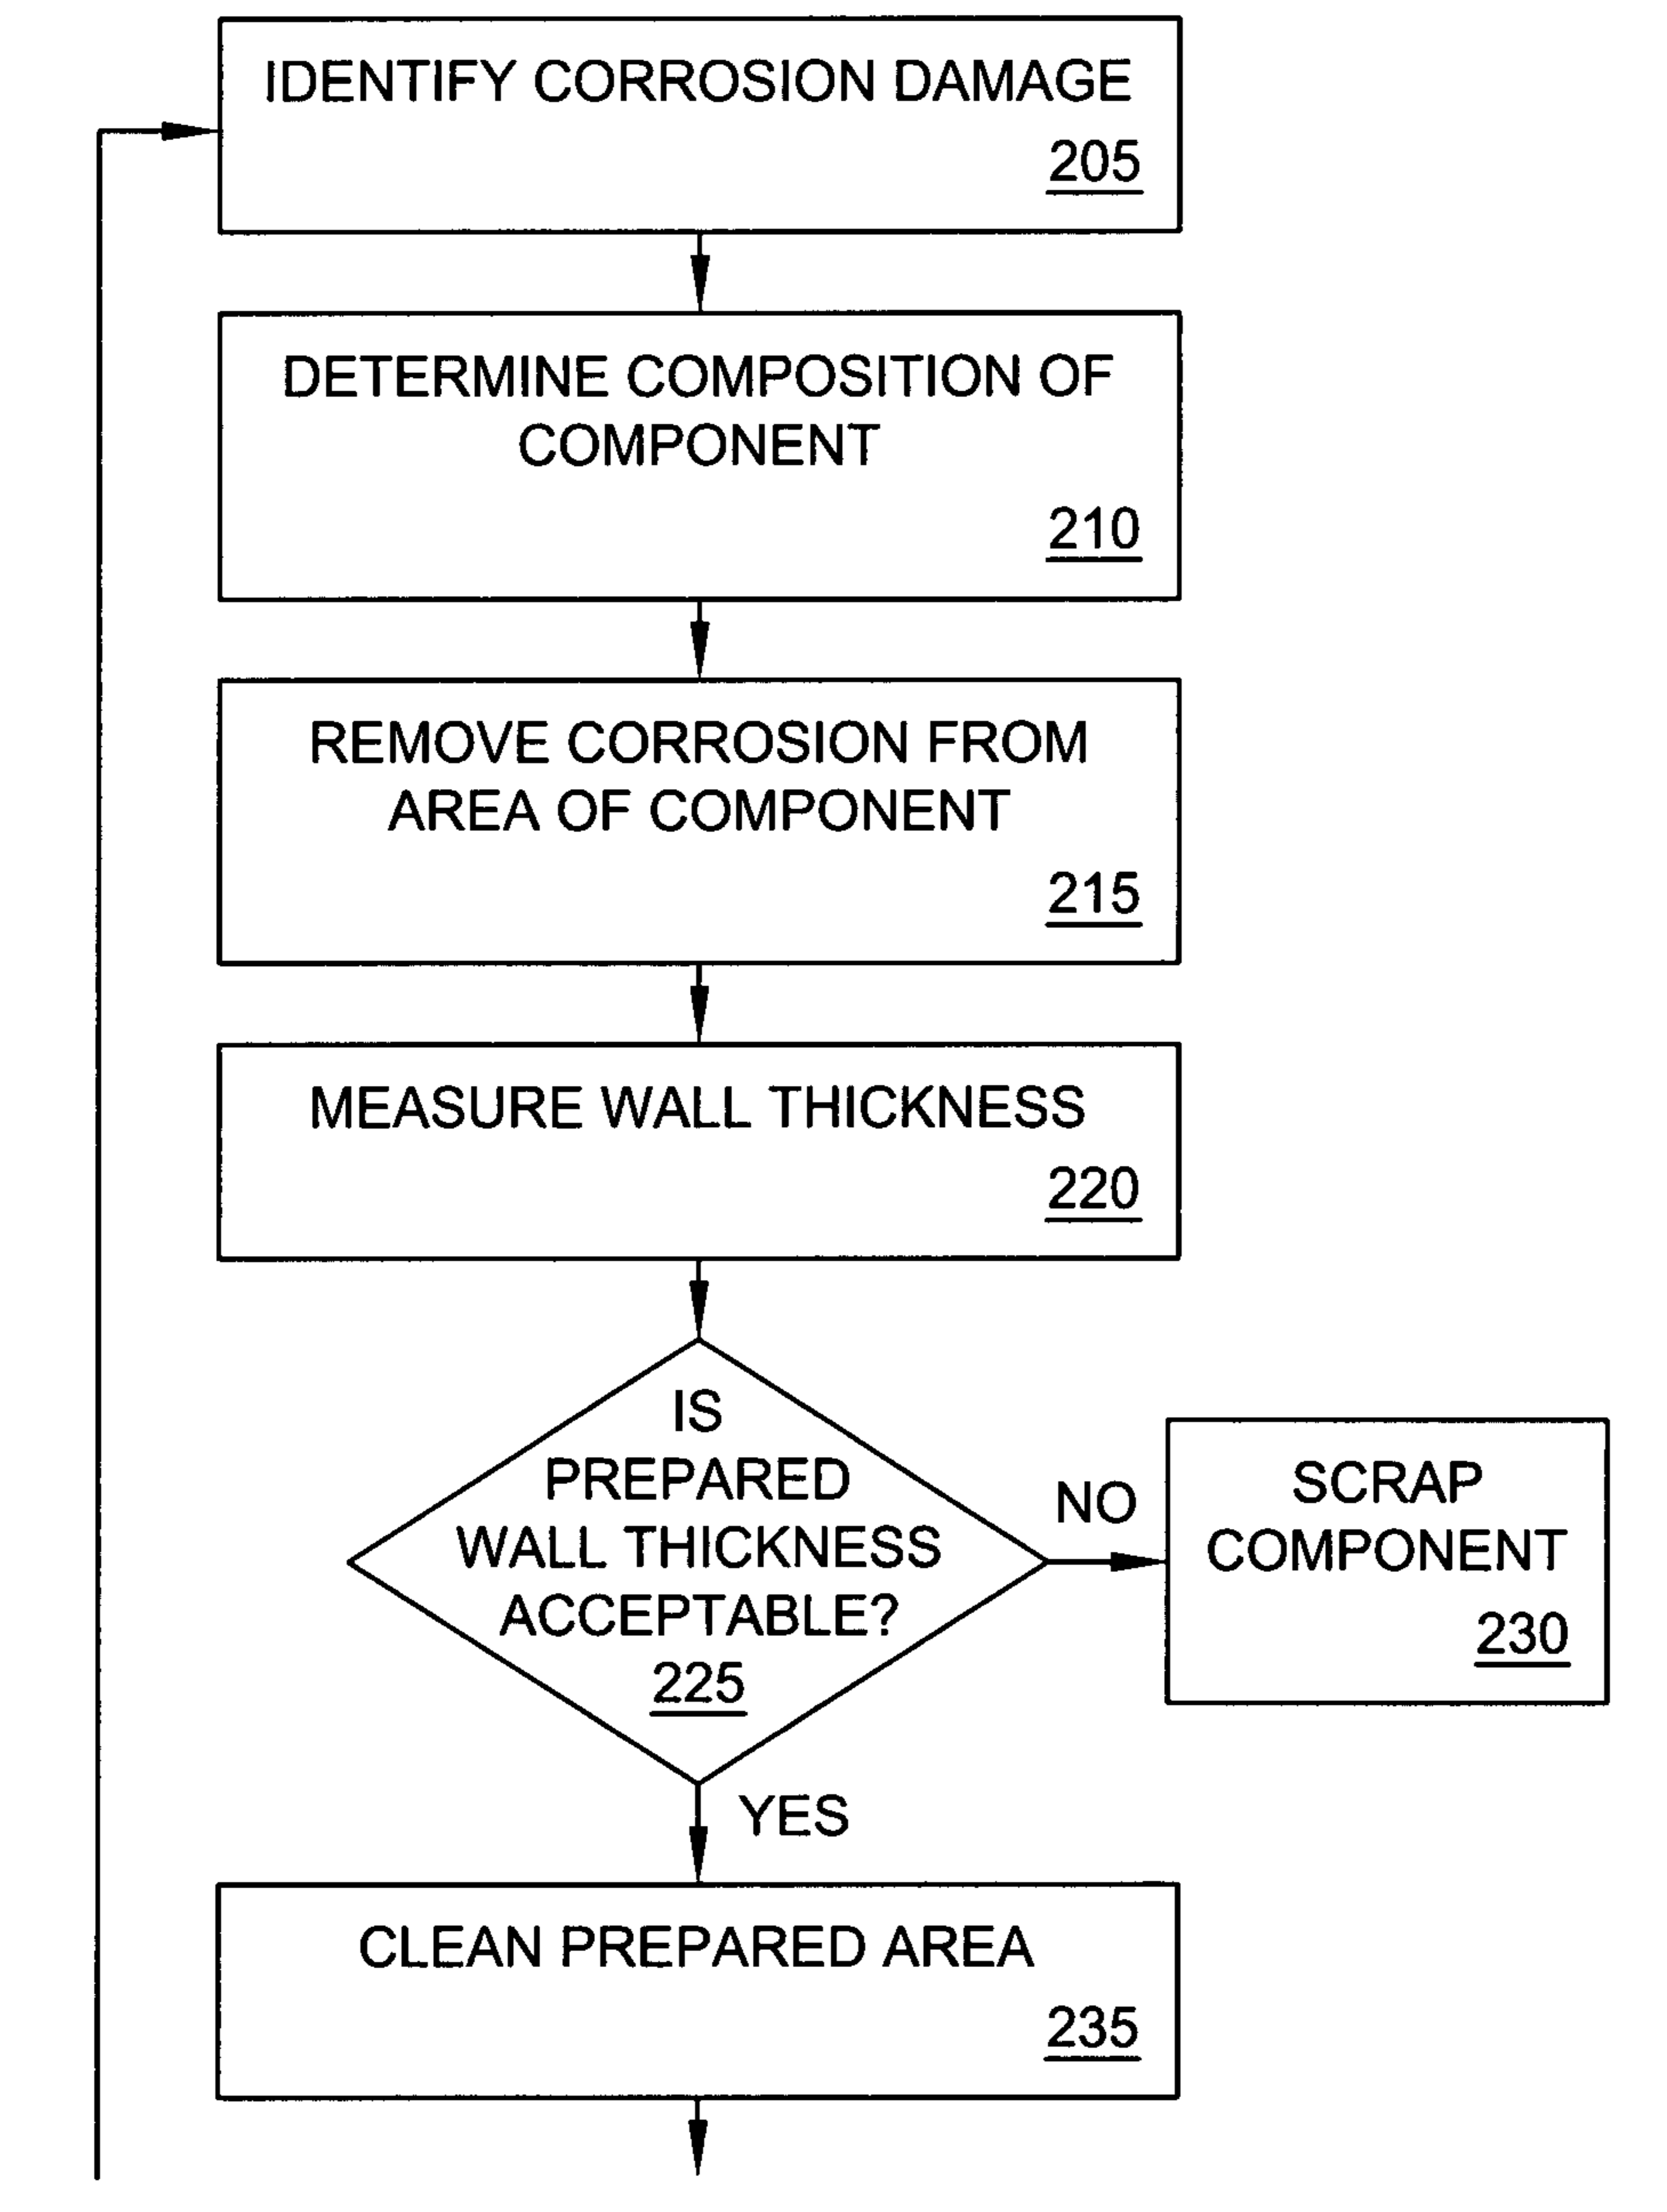 IDENTIFY CORROSION DAMAGE
205
DETERMINE COMPOSITION OF
COMPONENT
210
REMOVE CORROSION FROM
AREA OF COMPONENT
215
MEASURE WALL THICKNESS
220
IS
PREPARED
WALL THICKNESS
ACCEPTABLE?
225
NO
SCRAP
COMPONENT
230
YES
CLEAN PREPARED AREA
235